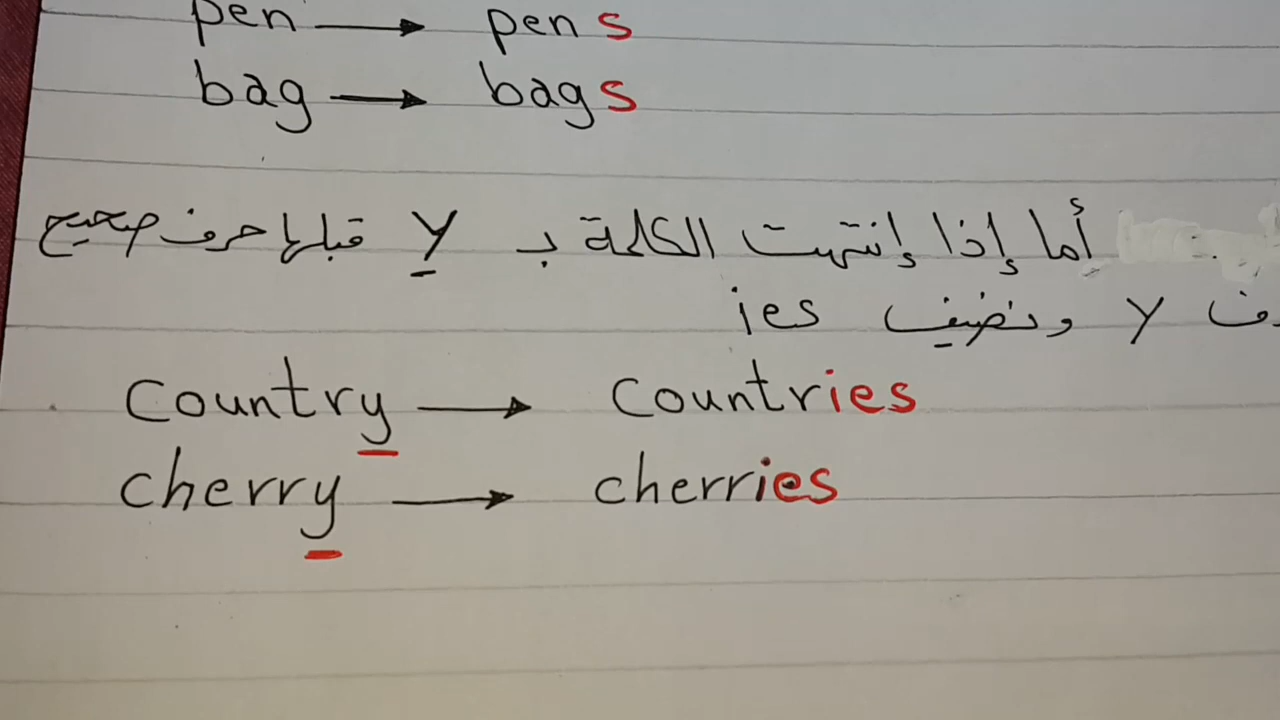 pen → pens
bag → bags
أما إذا إنتهت الكلمة بـ y قبلها حرف صحيح
y ونضيف ies
Country → Countries
cherry → cherries